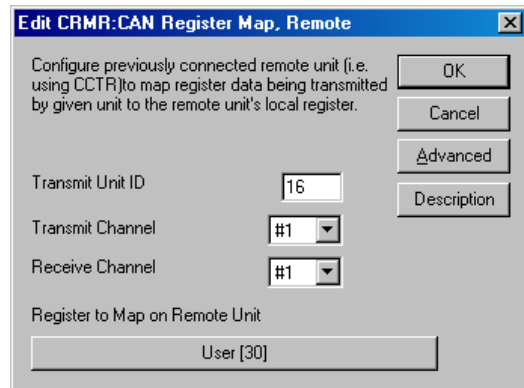 Edit CRMR:CAN Register Map, Remote
Configure previously connected remote unit (i.e.
using CCTR)to map register data being transmitted
by given unit to the remote unit's local register.
OK
Cancel
Advanced
Description
Transmit Unit ID
16
Transmit Channel
#1
Receive Channel
#1
Register to Map on Remote Unit
User [30]